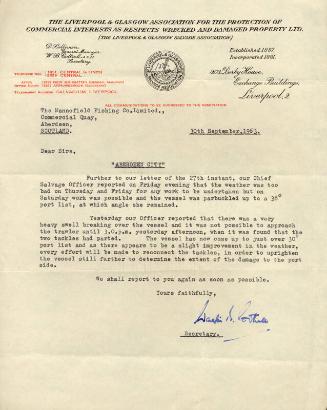 THE LIVERPOOL & GLASGOW ASSOCIATION FOR THE PROTECTION OF
COMMERCIAL INTERESTS AS RESPECTS WRECKED AND DAMAGED PROPERTY LTD.
(THE LIVERPOOL & GLASGOW SALVAGE ASSOCIATION)
General Manager
Secretary
Established 1857.
Incorporated 1881.
Derby House,
Exchange Buildings,
Liverpool, 2
CENTRAL
ALL COMMUNICATIONS TO BE ADDRESSED TO THE ASSOCIATION
The Mannofield Fishing Co. Limited.,
Commercial Quay,
Aberdeen,
SCOTLAND.
30th September, 1963.
Dear Sirs,
"ABERDEEN CITY"
Further to our letter of the 27th instant, our Chief
Salvage Officer reported on Friday evening that the weather was too
bad on Thursday and Friday for any work to be undertaken but on
Saturday work was possible and the vessel was parbuckled up to a 38°
port list, at which angle she remained.
Yesterday our Officer reported that there was a very
heavy swell breaking over the vessel and it was not possible to approach
the trawler until yesterday afternoon, when it was found that the
two tackles had parted. The vessel has now come up to just over 30°
port list and as there appears to be a slight improvement in the weather,
every effort will be made to reconnect the tackles, in order to upright
the vessel still further to determine the extent of the damage to the port
side.
We shall report to you again as soon as possible.
Yours faithfully,
Secretary.